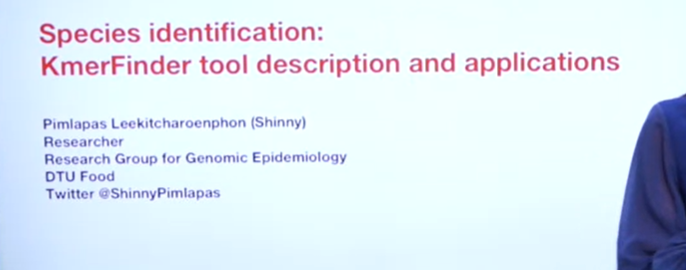 Species identification:
KmerFinder tool description and applications
Pimlapas Leekitcharoenphon (Shinny)
Researcher
Research Group for Genomic Epidemiology
DTU Food
Twitter @ShinnyPimlapas